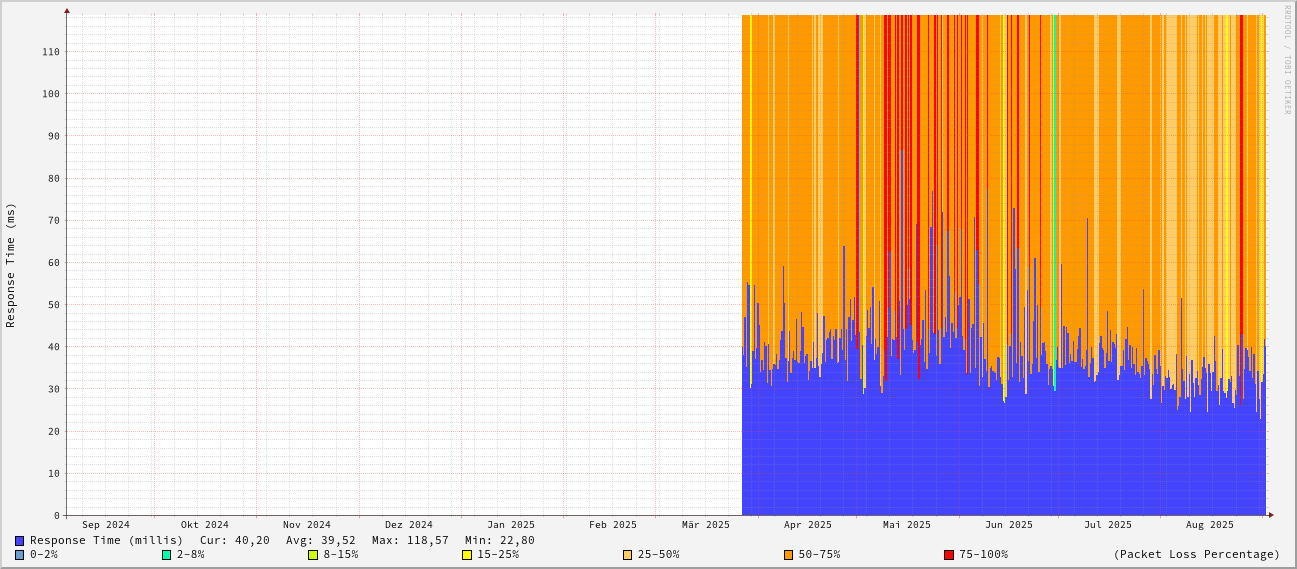 RRDTOOL / TOBI OETIKER
Response Time (ms)
110
100
90
80
70
60
50
40
30
20
10
0
Sep 2024 Okt 2024 Nov 2024 Dez 2024 Jan 2025 Feb 2025 Mär 2025 Apr 2025 Mai 2025 Jun 2025 Jul 2025 Aug 2025
Response Time (millis) Cur: 40,20 Avg: 39,52 Max: 118,57 Min: 22,80
0-2% 2-8% 8-15% 15-25% 25-50% 50-75% 75-100% (Packet Loss Percentage)